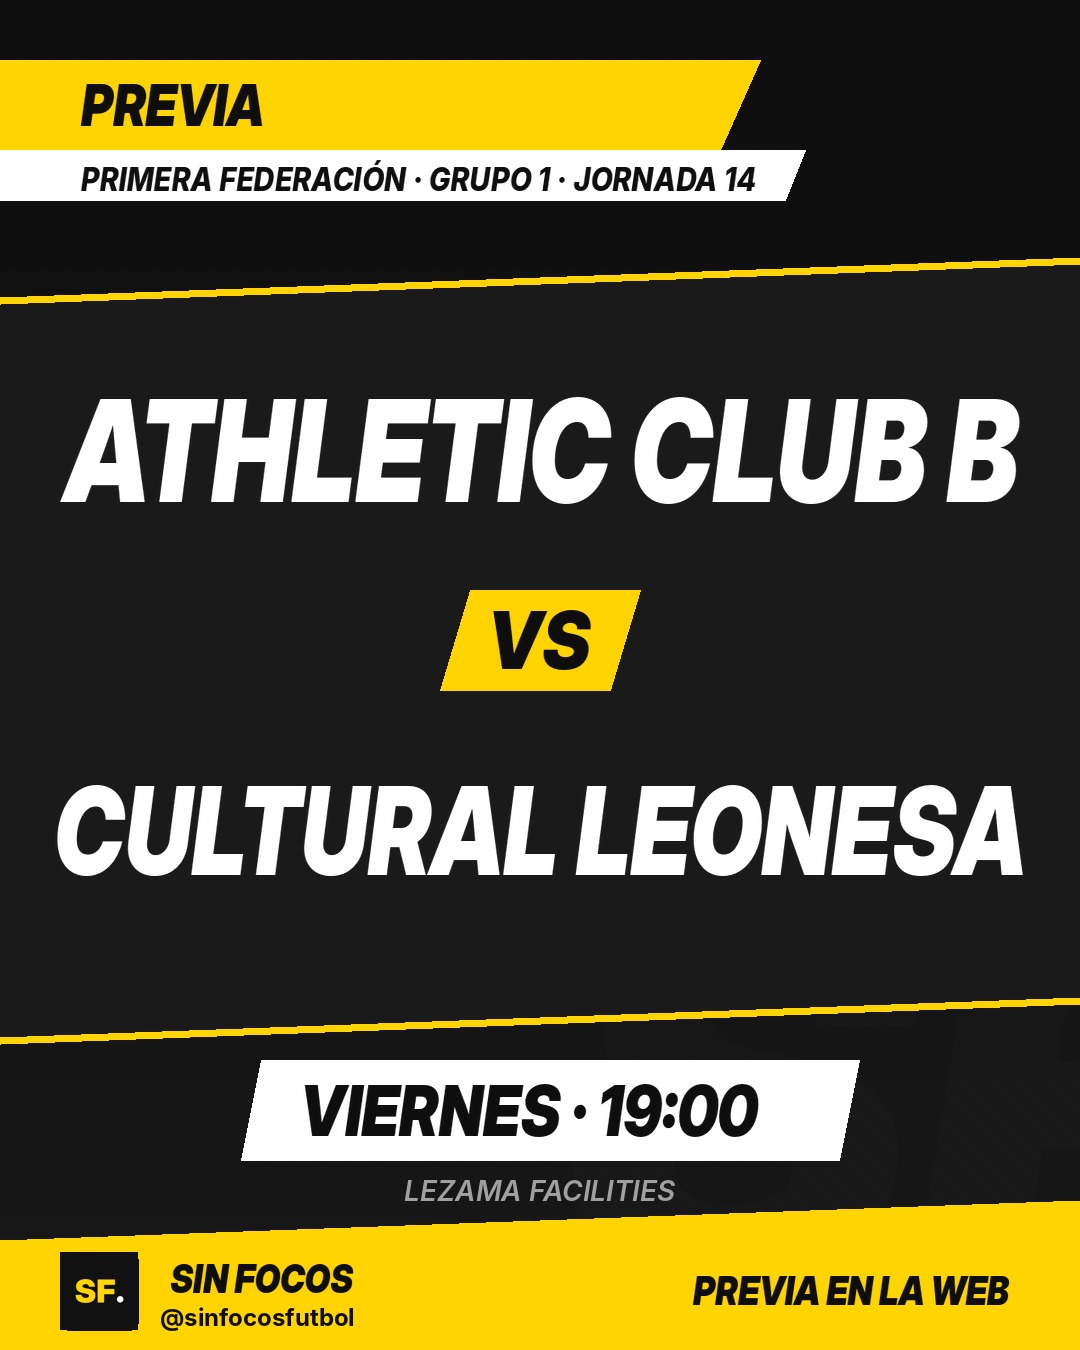 PREVIA
PRIMERA FEDERACIÓN · GRUPO 1 · JORNADA 14
ATHLETIC CLUB B
VS
CULTURAL LEONESA
VIERNES · 19:00
LEZAMA FACILITIES
SF.
SIN FOCOS
@sinfocosfutbol
PREVIA EN LA WEB